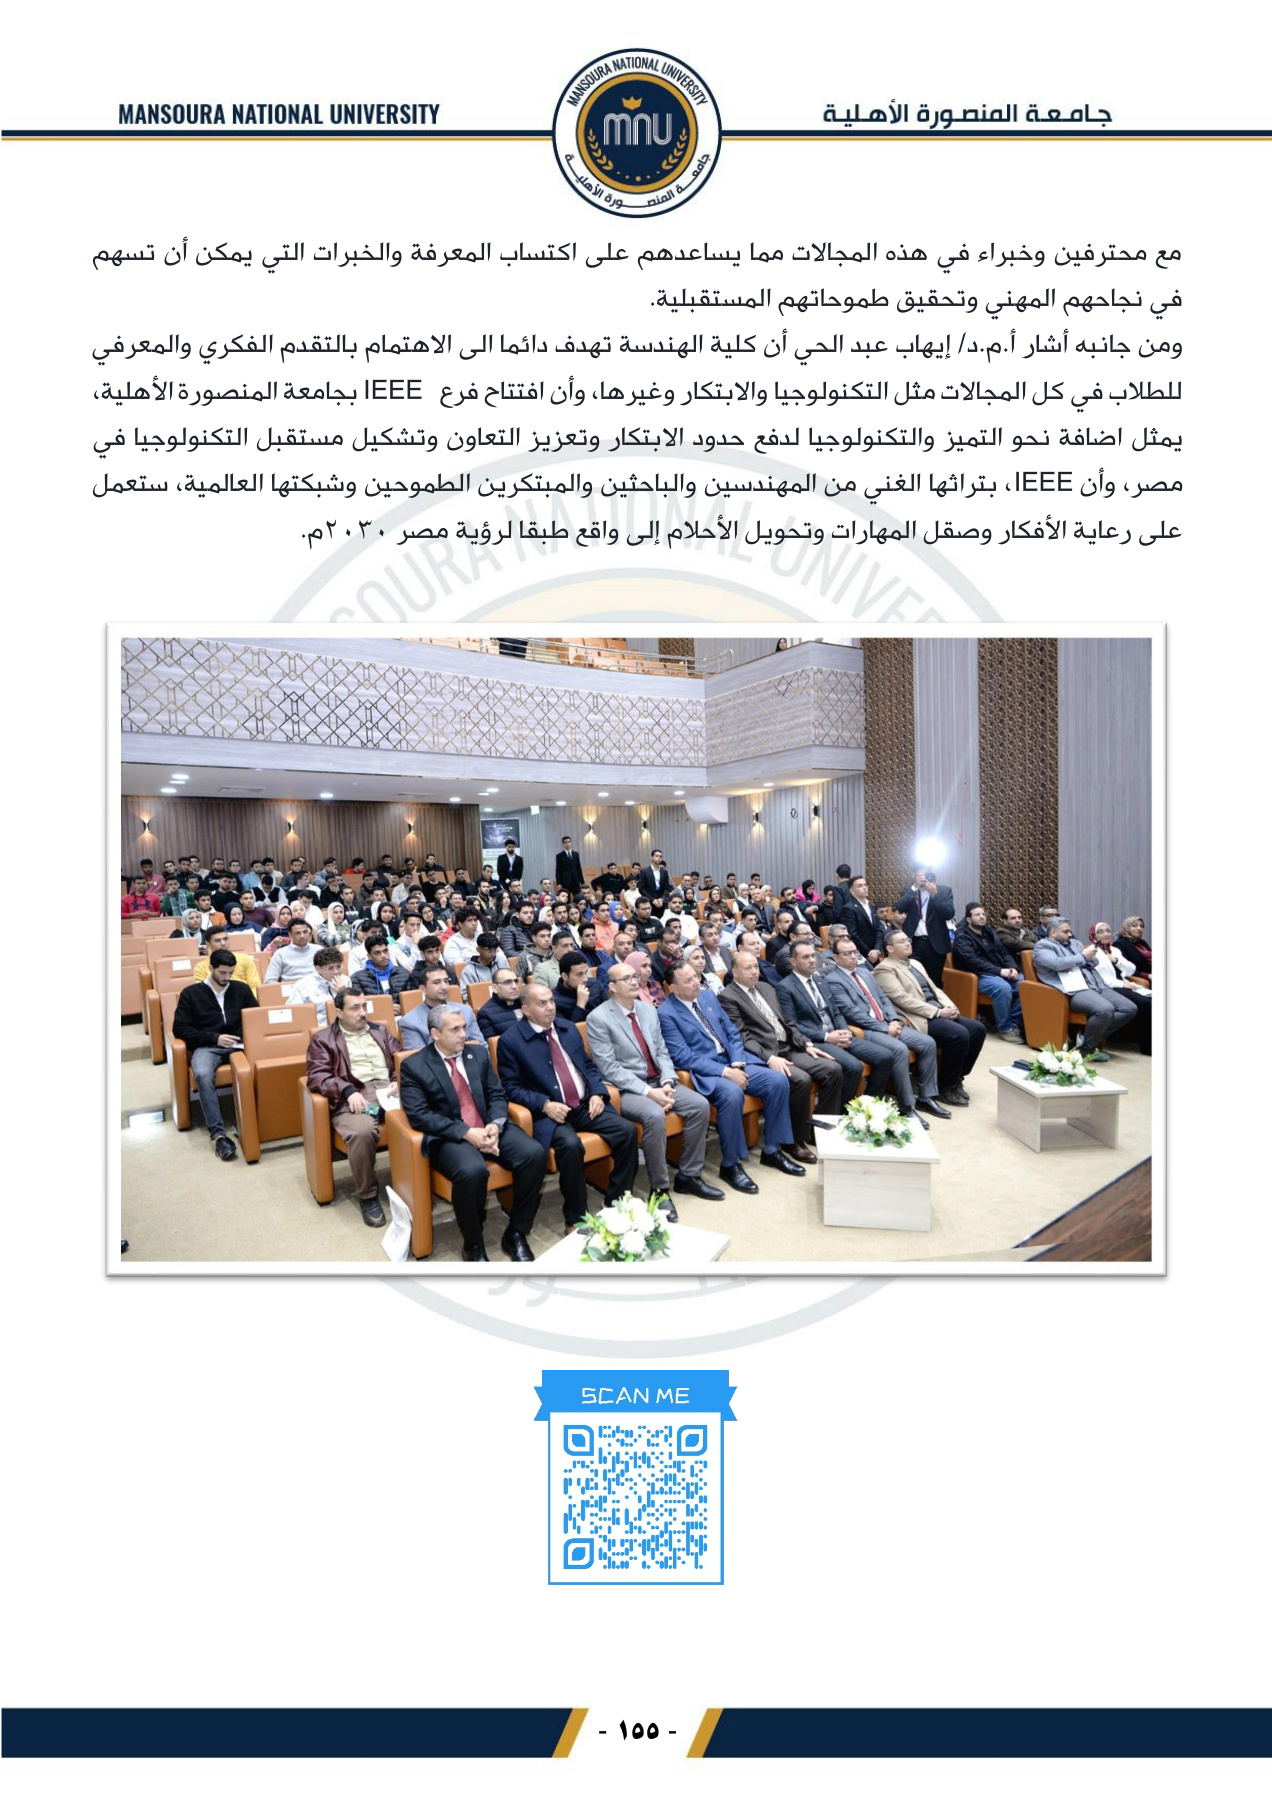 MANSOURA NATIONAL UNIVERSITY
جامعة المنصورة الأهلية
MANSOURA NATIONAL UNIVERSITY
mnu
جامعة المنصورة الأهلية
مع محترفين وخبراء في هذه المجالات مما يساعدهم على اكتساب المعرفة والخبرات التي يمكن أن تسهم
في نجاحهم المهني وتحقيق طموحاتهم المستقبلية.
ومن جانبه أشار أ.م.د/ إيهاب عبد الحي أن كلية الهندسة تهدف دائما الى الاهتمام بالتقدم الفكري والمعرفي
للطلاب في كل المجالات مثل التكنولوجيا والابتكار وغيرها، وأن افتتاح فرع IEEE بجامعة المنصورة الأهلية،
يمثل اضافة نحو التميز والتكنولوجيا لدفع حدود الابتكار وتعزيز التعاون وتشكيل مستقبل التكنولوجيا في
مصر، وأن IEEE، بتراثها الغني من المهندسين والباحثين والمبتكرين الطموحين وشبكتها العالمية، ستعمل
على رعاية الأفكار وصقل المهارات وتحويل الأحلام إلى واقع طبقا لرؤية مصر ٢٠٣٠م.
SCAN ME
- ١٥٥ -